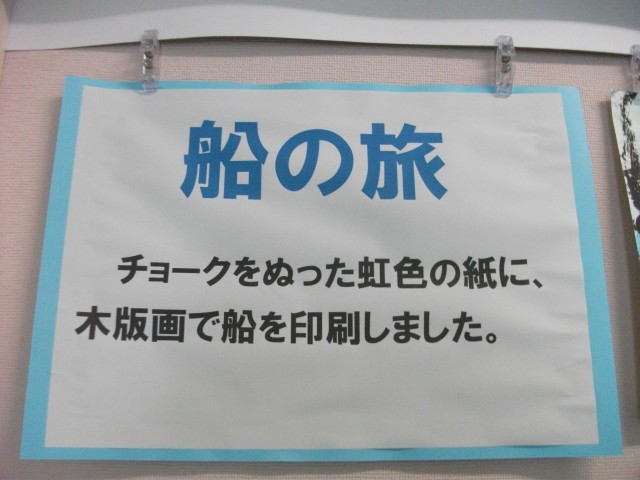 船の旅
チョークをぬった虹色の紙に、
木版画で船を印刷しました。